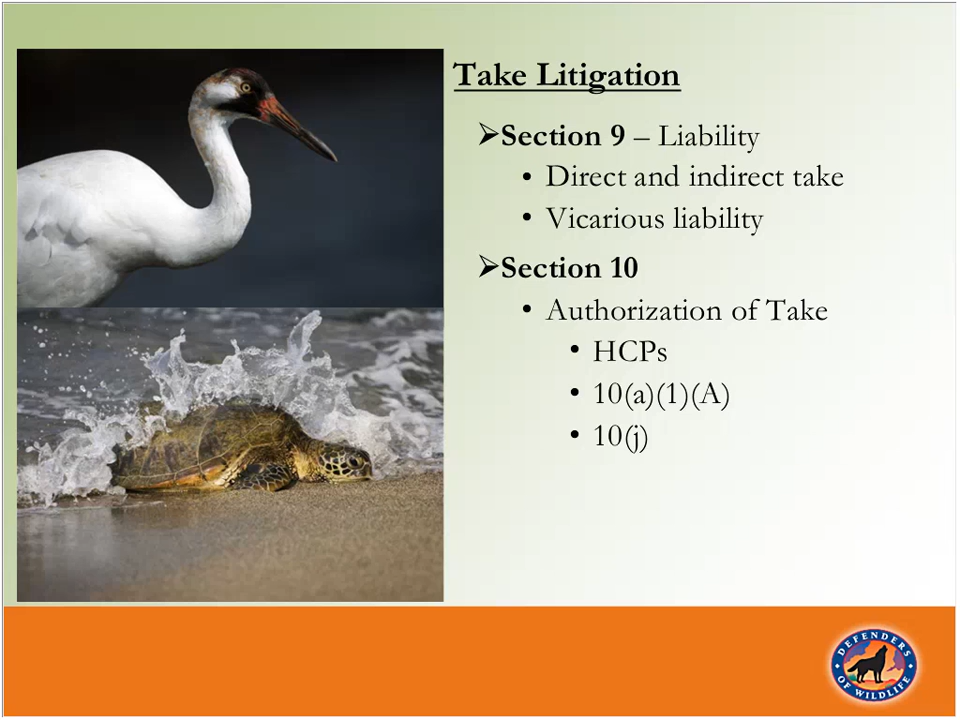 Take Litigation
➢Section 9 – Liability
• Direct and indirect take
• Vicarious liability
➢Section 10
• Authorization of Take
• HCPs
• 10(a)(1)(A)
• 10(j)
DEFENDERS
OF WILDLIFE